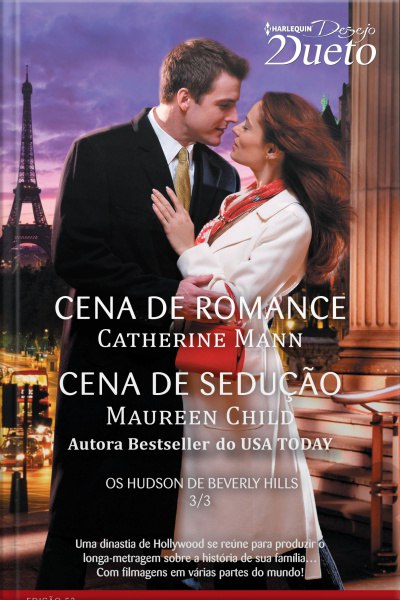 HARLEQUIN Desejo
Dueto
CENA DE ROMANCE
CATHERINE MANN
CENA DE SEDUÇÃO
MAUREEN CHILD
Autora Bestseller do USA TODAY
OS HUDSON DE BEVERLY HILLS
3/3
Uma dinastia de Hollywood se reúne para produzir o
longa-metragem sobre a história de sua família…
Com filmagens em várias partes do mundo!
EDIÇÃO 52